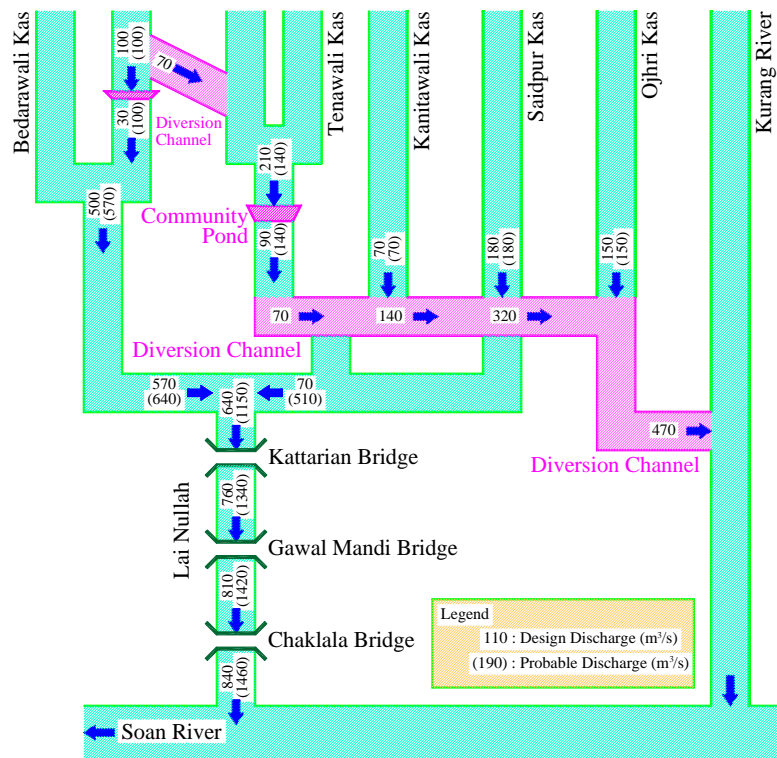 Bedarawali Kas
100
(100)
70
Diversion
Channel
30
(100)
Tenawali Kas
Kanitawali Kas
Saidpur Kas
Ojhri Kas
Kurang River
210
(140)
500
(570)
Community
Pond
90
(140)
70
(70)
180
(180)
150
(150)
70
140
320
Diversion Channel
570
(640)
70
(510)
640
(1150)
470
Diversion Channel
Kattarian Bridge
Lai Nullah
760
(1340)
Gawal Mandi Bridge
810
(1420)
Chaklala Bridge
840
(1460)
Legend
110 : Design Discharge (m³/s)
(190) : Probable Discharge (m³/s)
Soan River